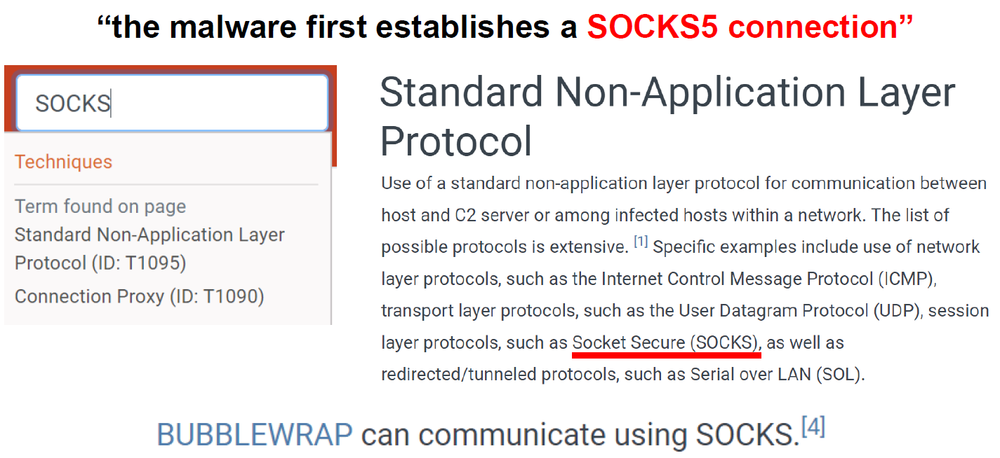 “the malware first establishes a SOCKS5 connection”
SOCKS
Techniques
Term found on page
Standard Non-Application Layer
Protocol (ID: T1095)
Connection Proxy (ID: T1090)
Standard Non-Application Layer
Protocol
Use of a standard non-application layer protocol for communication between
host and C2 server or among infected hosts within a network. The list of
possible protocols is extensive. [1] Specific examples include use of network
layer protocols, such as the Internet Control Message Protocol (ICMP),
transport layer protocols, such as the User Datagram Protocol (UDP), session
layer protocols, such as Socket Secure (SOCKS), as well as
redirected/tunneled protocols, such as Serial over LAN (SOL).
BUBBLEWRAP can communicate using SOCKS.[4]